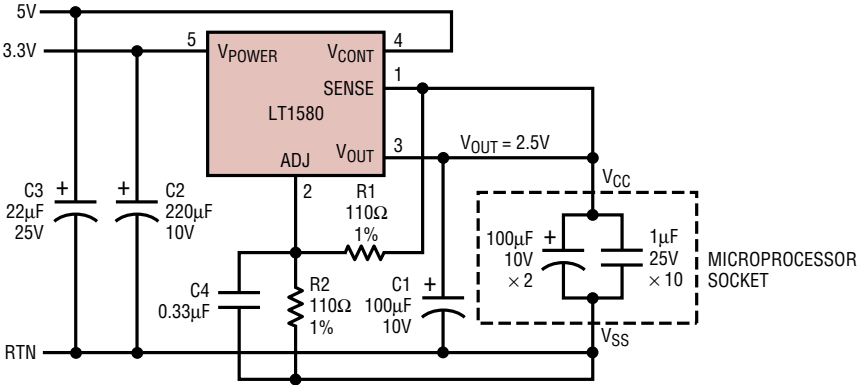 5V
3.3V
5
VPOWER
VCONT
4
SENSE
1
LT1580
ADJ
VOUT
3
VOUT = 2.5V
2
VCC
C3
22µF
25V
+
C2
220µF
10V
+
R1
110Ω
1%
C4
0.33µF
R2
110Ω
1%
C1
100µF
10V
+
100µF
10V
× 2
+
1µF
25V
× 10
MICROPROCESSOR
SOCKET
VSS
RTN